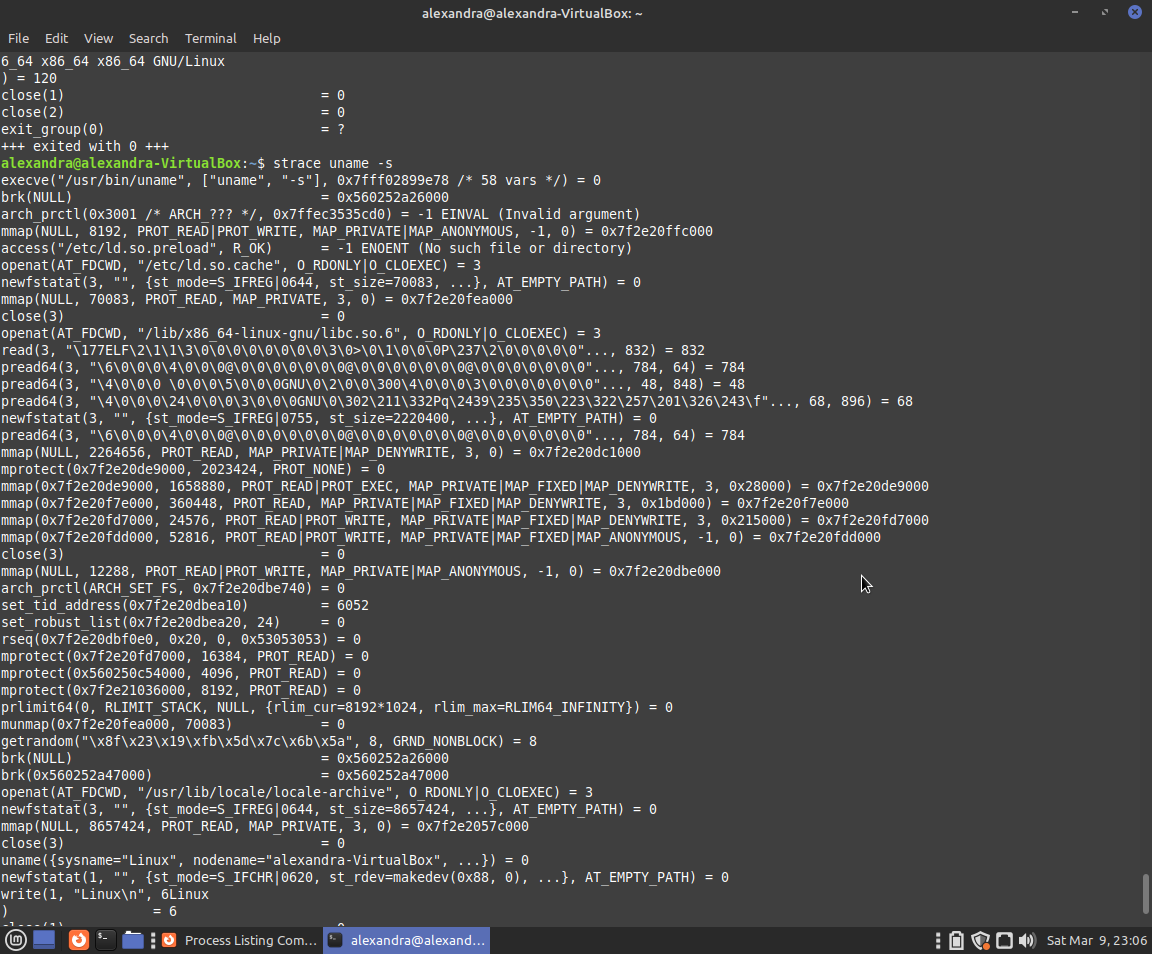 alexandra@alexandra-VirtualBox: ~
File Edit View Search Terminal Help
6_64 x86_64 x86_64 GNU/Linux
) = 120
close(1)                                = 0
close(2)                                = 0
exit_group(0)                           = ?
+++ exited with 0 +++
alexandra@alexandra-VirtualBox:~$ strace uname -s
execve("/usr/bin/uname", ["uname", "-s"], 0x7fff02899e78 /* 58 vars */) = 0
brk(NULL)                               = 0x560252a26000
arch_prctl(0x3001 /* ARCH_??? */, 0x7ffec3535cd0) = -1 EINVAL (Invalid argument)
mmap(NULL, 8192, PROT_READ|PROT_WRITE, MAP_PRIVATE|MAP_ANONYMOUS, -1, 0) = 0x7f2e20ffc000
access("/etc/ld.so.preload", R_OK)      = -1 ENOENT (No such file or directory)
openat(AT_FDCWD, "/etc/ld.so.cache", O_RDONLY|O_CLOEXEC) = 3
newfstatat(3, "", {st_mode=S_IFREG|0644, st_size=70083, ...}, AT_EMPTY_PATH) = 0
mmap(NULL, 70083, PROT_READ, MAP_PRIVATE, 3, 0) = 0x7f2e20fea000
close(3)                                = 0
openat(AT_FDCWD, "/lib/x86_64-linux-gnu/libc.so.6", O_RDONLY|O_CLOEXEC) = 3
read(3, "\177ELF\2\1\1\3\0\0\0\0\0\0\0\0\3\0>\0\1\0\0\0P\237\2\0\0\0\0\0"..., 832) = 832
pread64(3, "\6\0\0\0\4\0\0\0@\0\0\0\0\0\0\0@\0\0\0\0\0\0\0@\0\0\0\0\0\0\0"..., 784, 64) = 784
pread64(3, "\4\0\0\0 \0\0\0\5\0\0\0GNU\0\2\0\0\300\4\0\0\0\3\0\0\0\0\0\0\0"..., 48, 848) = 48
pread64(3, "\4\0\0\0\24\0\0\0\3\0\0\0GNU\0\302\211\332Pq\2439\235\350\223\322\257\201\326\243\f"..., 68, 896) = 68
newfstatat(3, "", {st_mode=S_IFREG|0755, st_size=2220400, ...}, AT_EMPTY_PATH) = 0
pread64(3, "\6\0\0\0\4\0\0\0@\0\0\0\0\0\0\0@\0\0\0\0\0\0\0@\0\0\0\0\0\0\0"..., 784, 64) = 784
mmap(NULL, 2264656, PROT_READ, MAP_PRIVATE|MAP_DENYWRITE, 3, 0) = 0x7f2e20dc1000
mprotect(0x7f2e20de9000, 2023424, PROT_NONE) = 0
mmap(0x7f2e20de9000, 1658880, PROT_READ|PROT_EXEC, MAP_PRIVATE|MAP_FIXED|MAP_DENYWRITE, 3, 0x28000) = 0x7f2e20de9000
mmap(0x7f2e20f7e000, 360448, PROT_READ, MAP_PRIVATE|MAP_FIXED|MAP_DENYWRITE, 3, 0x1bd000) = 0x7f2e20f7e000
mmap(0x7f2e20fd7000, 24576, PROT_READ|PROT_WRITE, MAP_PRIVATE|MAP_FIXED|MAP_DENYWRITE, 3, 0x215000) = 0x7f2e20fd7000
mmap(0x7f2e20fdd000, 52816, PROT_READ|PROT_WRITE, MAP_PRIVATE|MAP_FIXED|MAP_ANONYMOUS, -1, 0) = 0x7f2e20fdd000
close(3)                                = 0
mmap(NULL, 12288, PROT_READ|PROT_WRITE, MAP_PRIVATE|MAP_ANONYMOUS, -1, 0) = 0x7f2e20dbe000
arch_prctl(ARCH_SET_FS, 0x7f2e20dbe740) = 0
set_tid_address(0x7f2e20dbea10)         = 6052
set_robust_list(0x7f2e20dbea20, 24)     = 0
rseq(0x7f2e20dbf0e0, 0x20, 0, 0x53053053) = 0
mprotect(0x7f2e20fd7000, 16384, PROT_READ) = 0
mprotect(0x560250c54000, 4096, PROT_READ) = 0
mprotect(0x7f2e21036000, 8192, PROT_READ) = 0
prlimit64(0, RLIMIT_STACK, NULL, {rlim_cur=8192*1024, rlim_max=RLIM64_INFINITY}) = 0
munmap(0x7f2e20fea000, 70083)           = 0
getrandom("\x8f\x23\x19\xfb\x5d\x7c\x6b\x5a", 8, GRND_NONBLOCK) = 8
brk(NULL)                               = 0x560252a26000
brk(0x560252a47000)                     = 0x560252a47000
openat(AT_FDCWD, "/usr/lib/locale/locale-archive", O_RDONLY|O_CLOEXEC) = 3
newfstatat(3, "", {st_mode=S_IFREG|0644, st_size=8657424, ...}, AT_EMPTY_PATH) = 0
mmap(NULL, 8657424, PROT_READ, MAP_PRIVATE, 3, 0) = 0x7f2e2057c000
close(3)                                = 0
uname({sysname="Linux", nodename="alexandra-VirtualBox", ...}) = 0
newfstatat(1, "", {st_mode=S_IFCHR|0620, st_rdev=makedev(0x88, 0), ...}, AT_EMPTY_PATH) = 0
write(1, "Linux\n", 6Linux
)                  = 6
Process Listing Com... alexandra@alexand... Sat Mar 9, 23:06